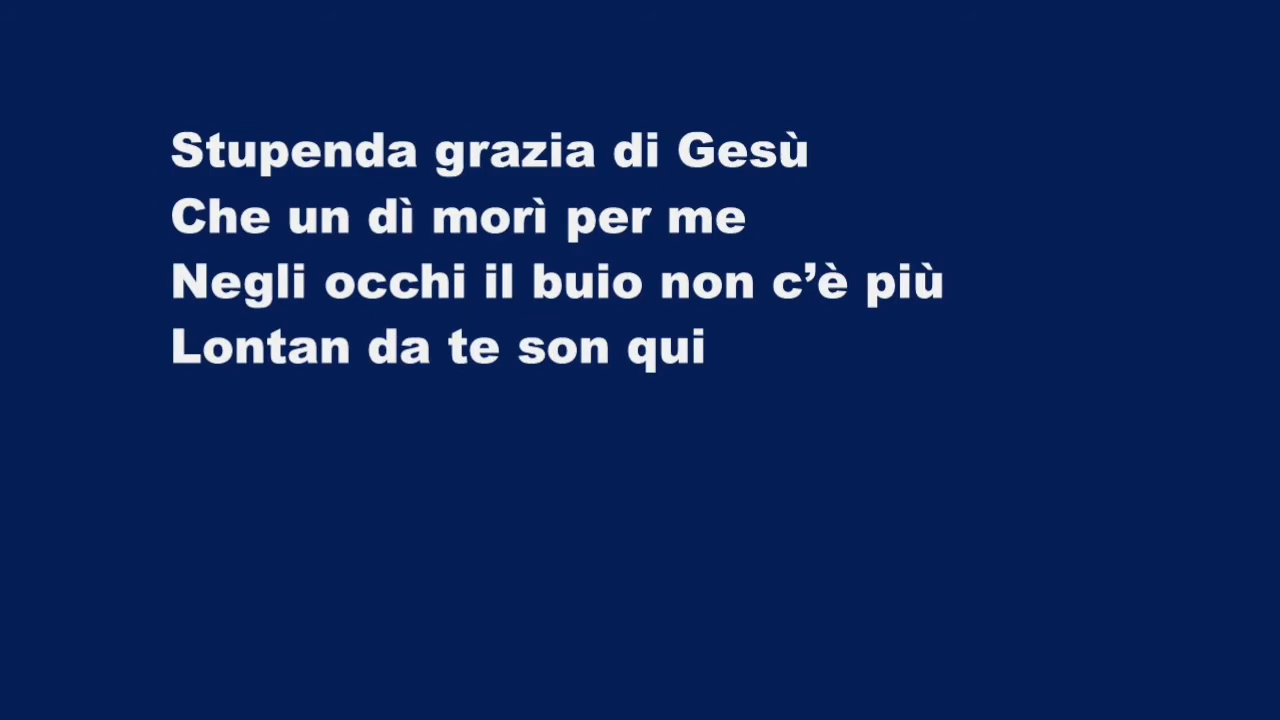 Stupenda grazia di Gesù
Che un dì morì per me
Negli occhi il buio non c’è più
Lontan da te son qui